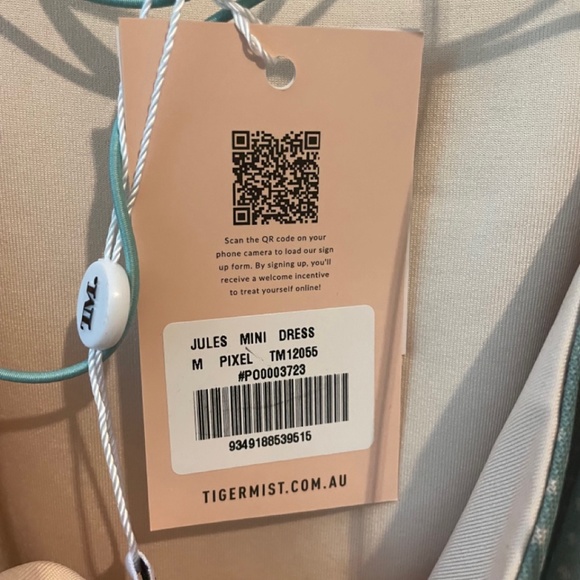 Scan the QR code on your
phone camera to load our sign
up form. By signing up, you'll
receive a welcome incentive
to treat yourself online!
TML
JULES MINI DRESS
M PIXEL TM12055
#PO0003723
9349188539515
TIGERMIST.COM.AU